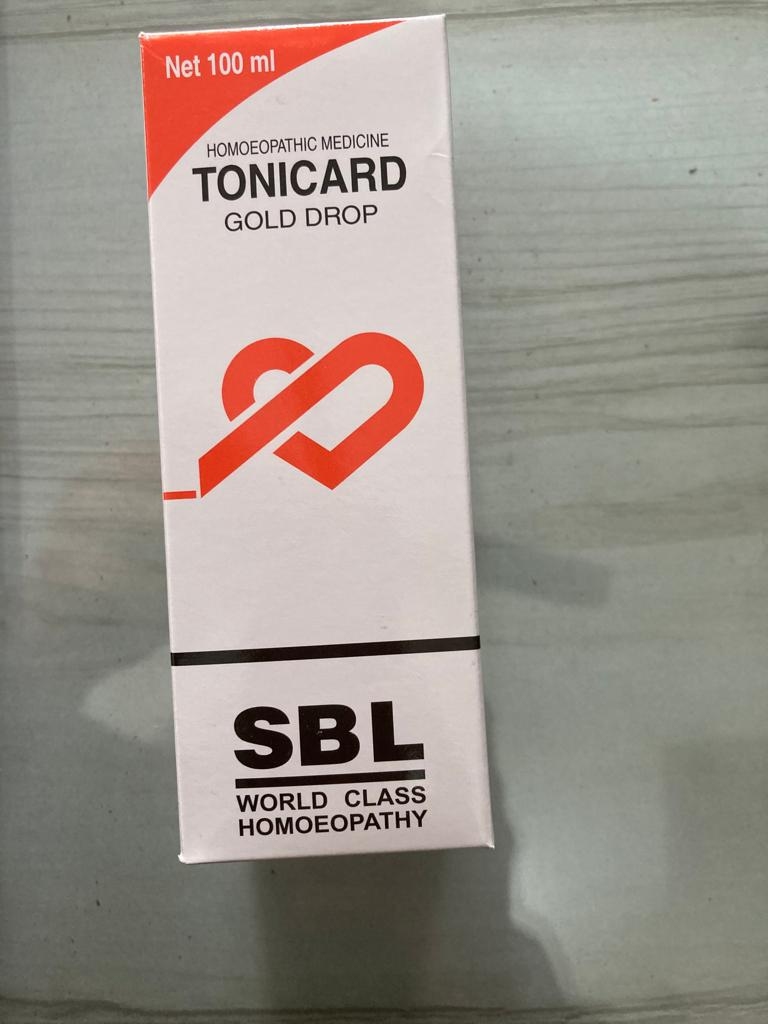 Net 100 ml
HOMOEOPATHIC MEDICINE
TONICARD
GOLD DROP
SBL
WORLD CLASS
HOMOEOPATHY